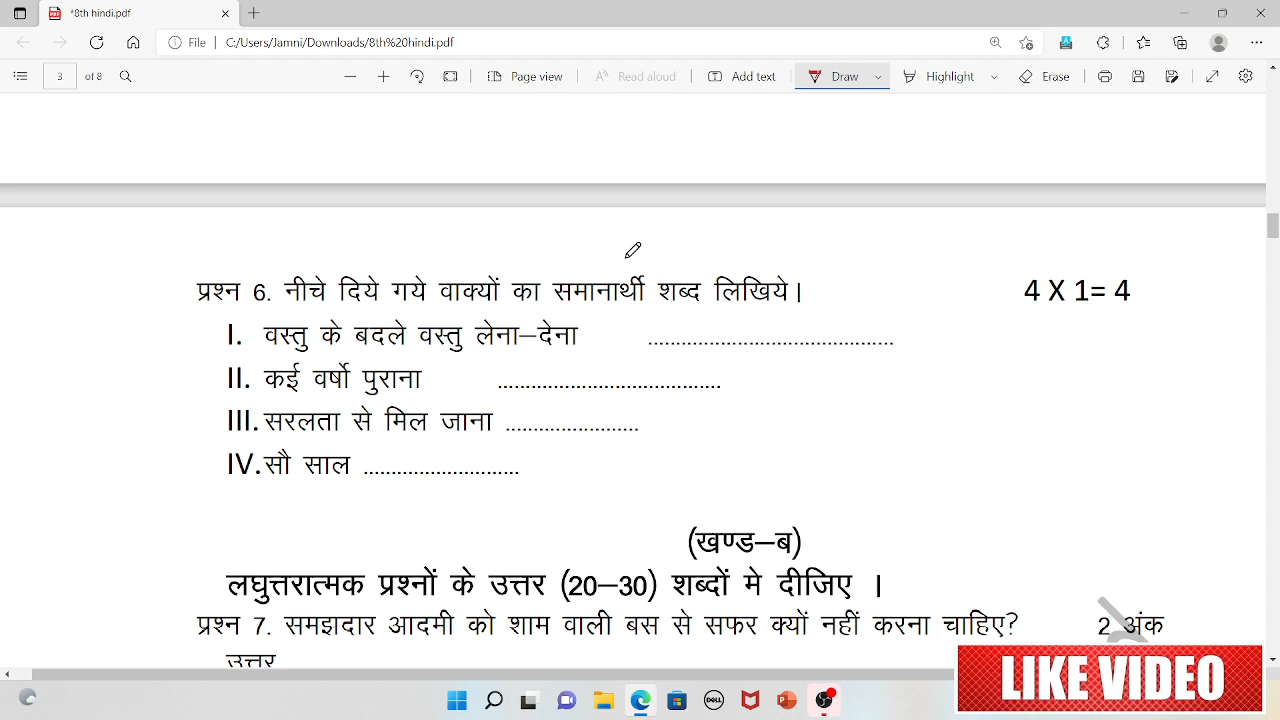 *8th hindi.pdf
File | C:/Users/Jamni/Downloads/8th%20hindi.pdf
3 of 8 Page view Read aloud Add text Draw Highlight Erase
प्रश्न 6. नीचे दिये गये वाक्यों का समानार्थी शब्द लिखिये। 4 X 1= 4
I. वस्तु के बदले वस्तु लेना–देना ............................................
II. कई वर्षो पुराना ........................................
III. सरलता से मिल जाना ........................
IV. सौ साल ............................
(खण्ड–ब)
लघुत्तरात्मक प्रश्नों के उत्तर (20–30) शब्दों मे दीजिए ।
प्रश्न 7. समझदार आदमी को शाम वाली बस से सफर क्यों नहीं करना चाहिए? 2 अंक
उत्तर
LIKE VIDEO
DELL